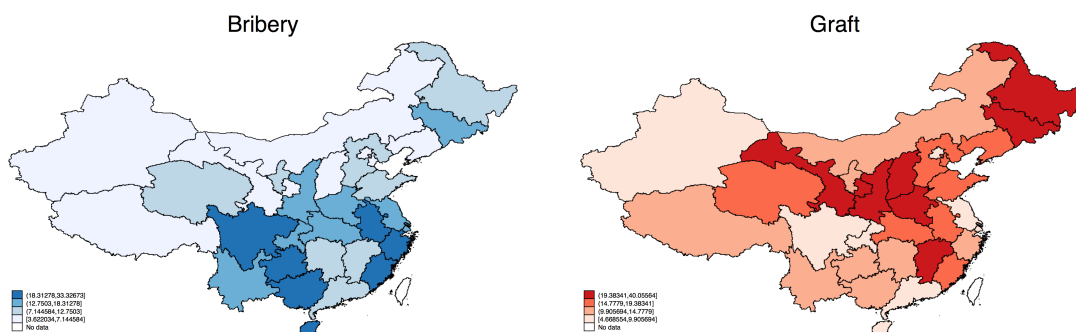 Bribery
Graft
(18.31278,33.32673]
(12.7503,18.31278]
(7.144584,12.7503]
[3.622034,7.144584]
No data
(19.38341,40.05564]
(14.7779,19.38341]
(9.905694,14.7779]
[4.668554,9.905694]
No data